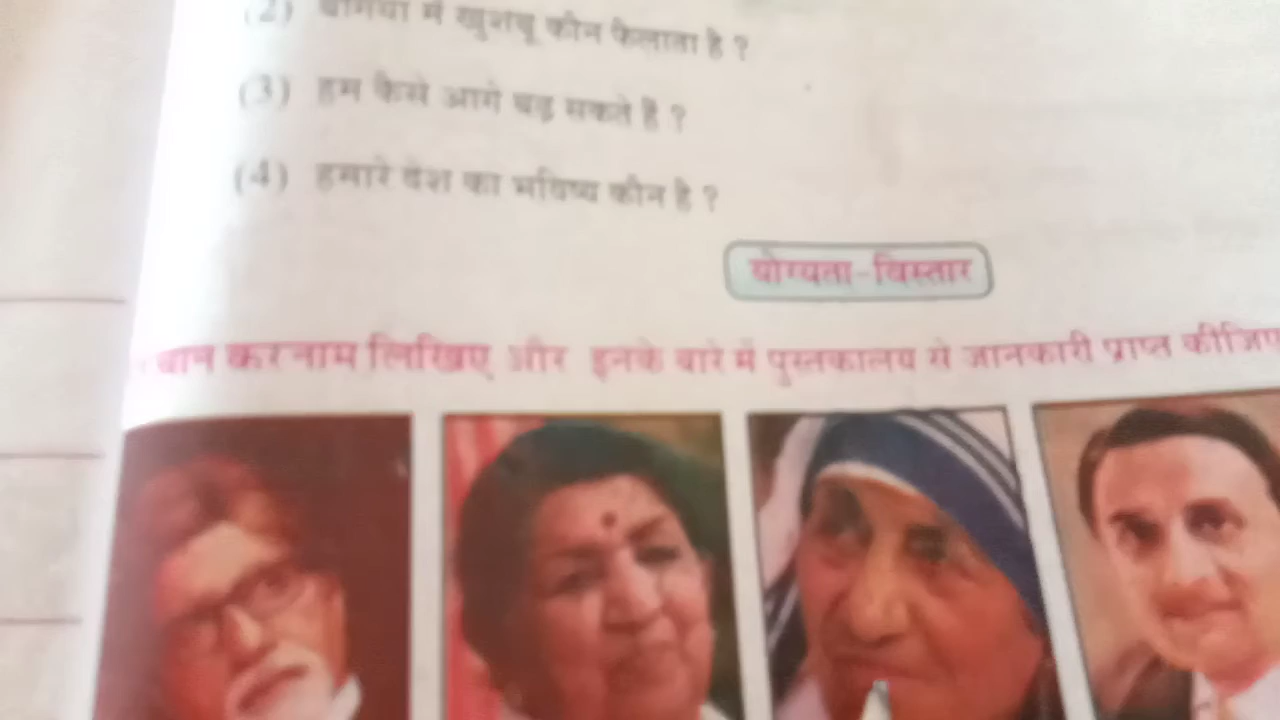 (2) बगिया में खुशबू कौन फैलाता है ?
(3) हम कैसे आगे बढ़ सकते है ?
(4) हमारे देश का भविष्य कौन है ?
योग्यता-विस्तार
चान कर नाम लिखिए और इनके बारे में पुस्तकालय से जानकारी प्राप्त कीजिए